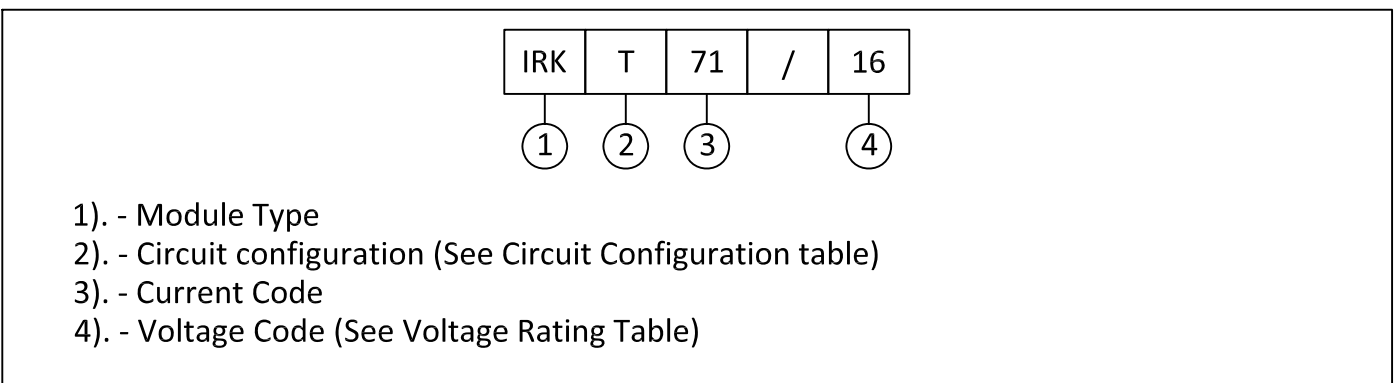 IRK T 71 / 16
1 2 3 4
1). - Module Type
2). - Circuit configuration (See Circuit Configuration table)
3). - Current Code
4). - Voltage Code (See Voltage Rating Table)